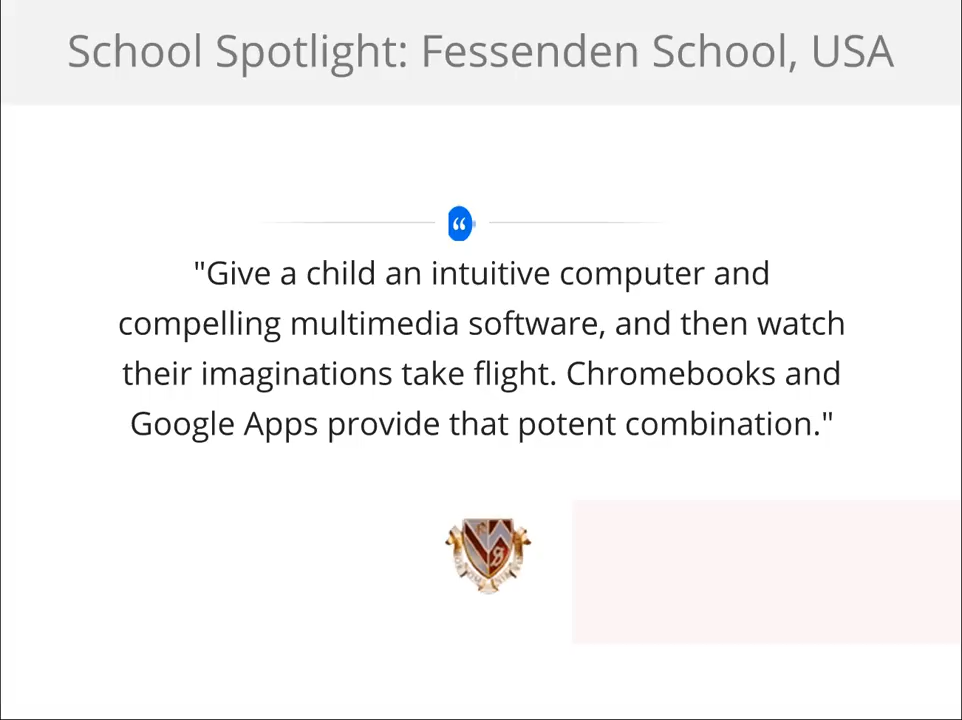 School Spotlight: Fessenden School, USA
“
"Give a child an intuitive computer and
compelling multimedia software, and then watch
their imaginations take flight. Chromebooks and
Google Apps provide that potent combination."